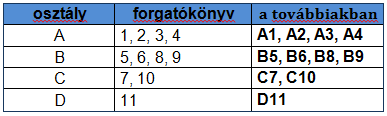 osztály forgatókönyv a továbbiakban
A 1, 2, 3, 4 A1, A2, A3, A4
B 5, 6, 8, 9 B5, B6, B8, B9
C 7, 10 C7, C10
D 11 D11